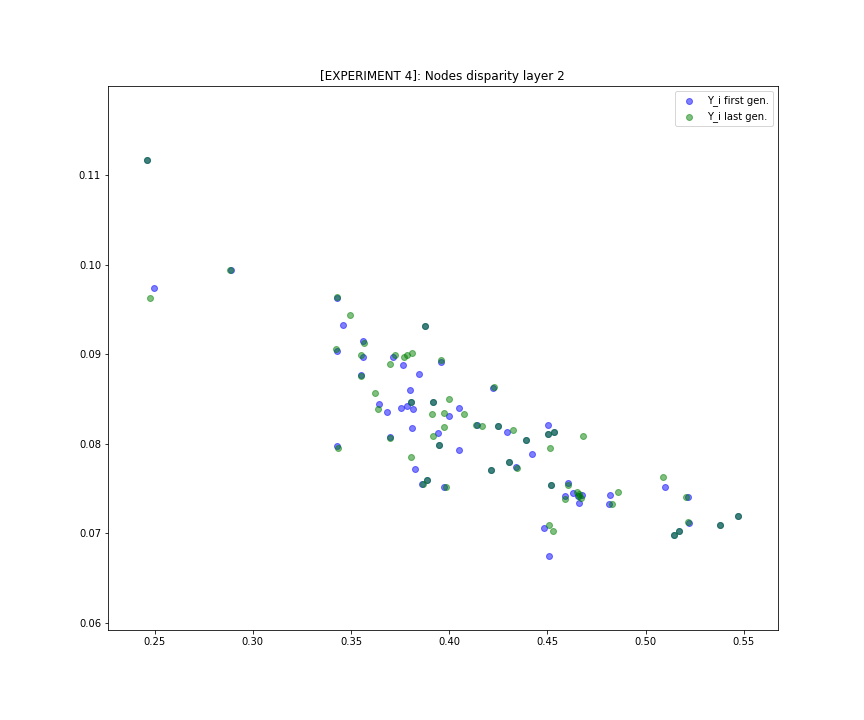 [EXPERIMENT 4]: Nodes disparity layer 2
Y_i first gen.
Y_i last gen.
0.11
0.10
0.09
0.08
0.07
0.06
0.25 0.30 0.35 0.40 0.45 0.50 0.55